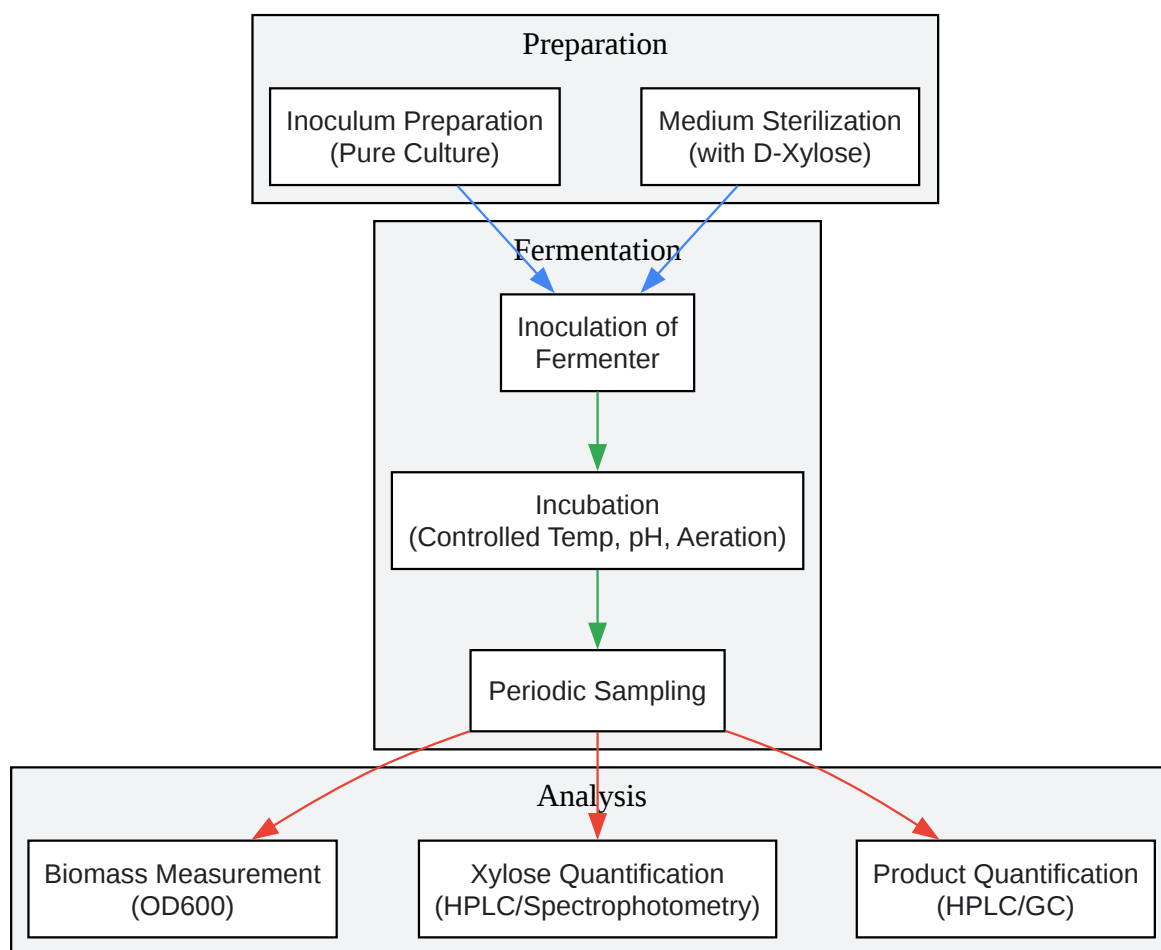 Preparation
Inoculum Preparation
(Pure Culture)
Medium Sterilization
(with D-Xylose)
Fermentation
Inoculation of
Fermenter
Incubation
(Controlled Temp, pH, Aeration)
Periodic Sampling
Analysis
Biomass Measurement
(OD600)
Xylose Quantification
(HPLC/Spectrophotometry)
Product Quantification
(HPLC/GC)